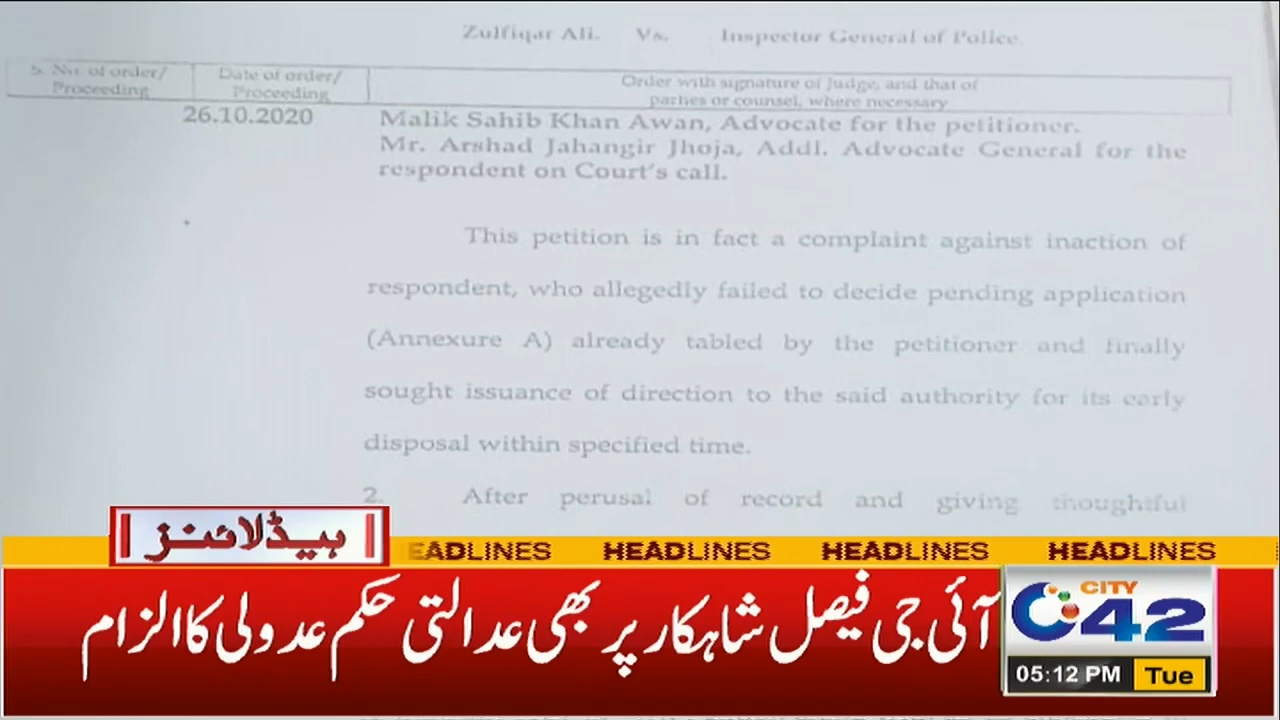 Zulfiqar Ali. Vs. Inspector General of Police.
S. No. of order/ Proceeding
Date of order/ Proceeding
Order with signature of Judge, and that of
parties or counsel, where necessary
26.10.2020
Malik Sahib Khan Awan, Advocate for the petitioner.
Mr. Arshad Jahangir Jhoja, Addl. Advocate General for the
respondent on Court's call.
This petition is in fact a complaint against inaction of
respondent, who allegedly failed to decide pending application
(Annexure A) already tabled by the petitioner and finally
sought issuance of direction to the said authority for its early
disposal within specified time.
2. After perusal of record and giving thoughtful
ہیڈلائنز
EADLINES HEADLINES HEADLINES HEADLINES
آئی جی فیصل شاہکار پر بھی عدالتی حکم عدولی کا الزام
CITY
42
05:12 PM Tue